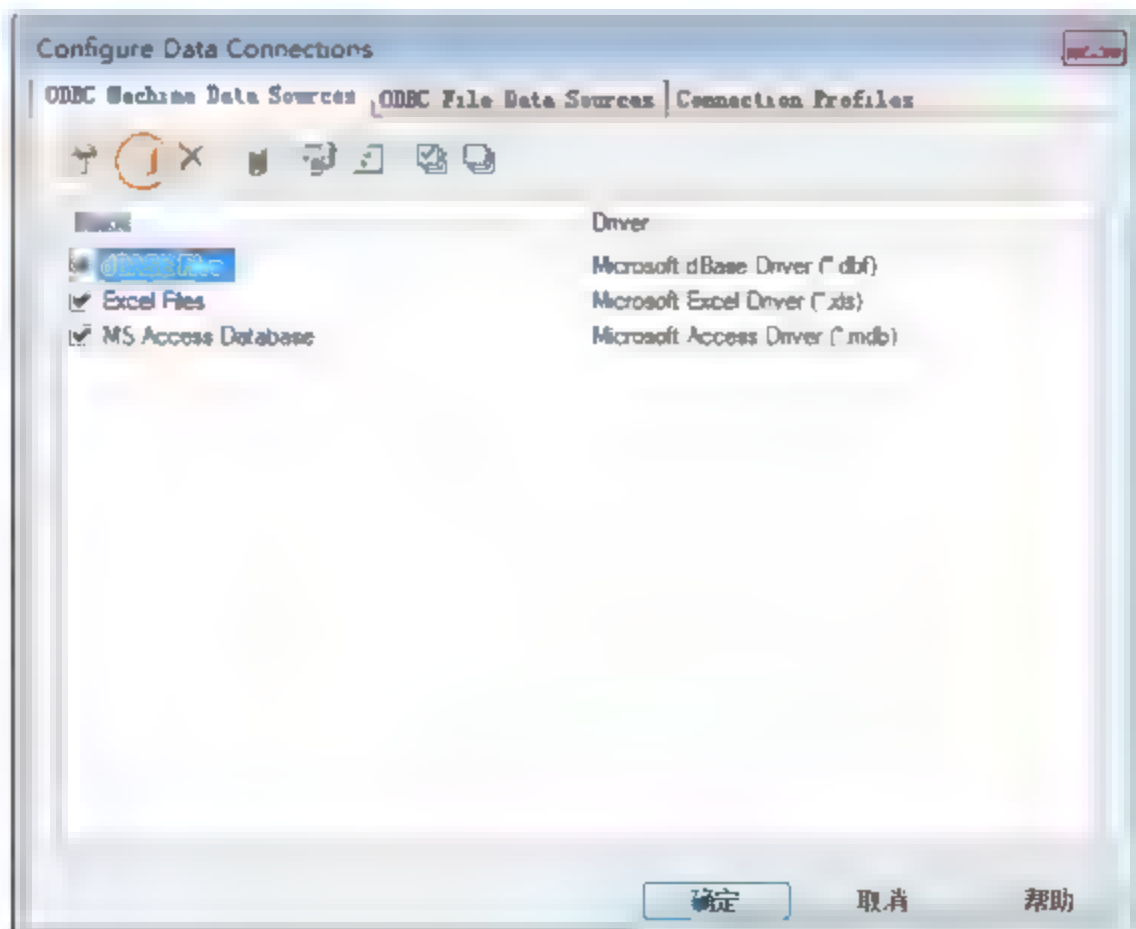 Configure Data Connections
ODBC Machine Data Sources ODBC File Data Sources Connection Profiles
Driver
Microsoft dBase Driver (*.dbf)
Excel Files Microsoft Excel Driver (*.xls)
MS Access Database Microsoft Access Driver (*.mdb)
确定 取消 帮助